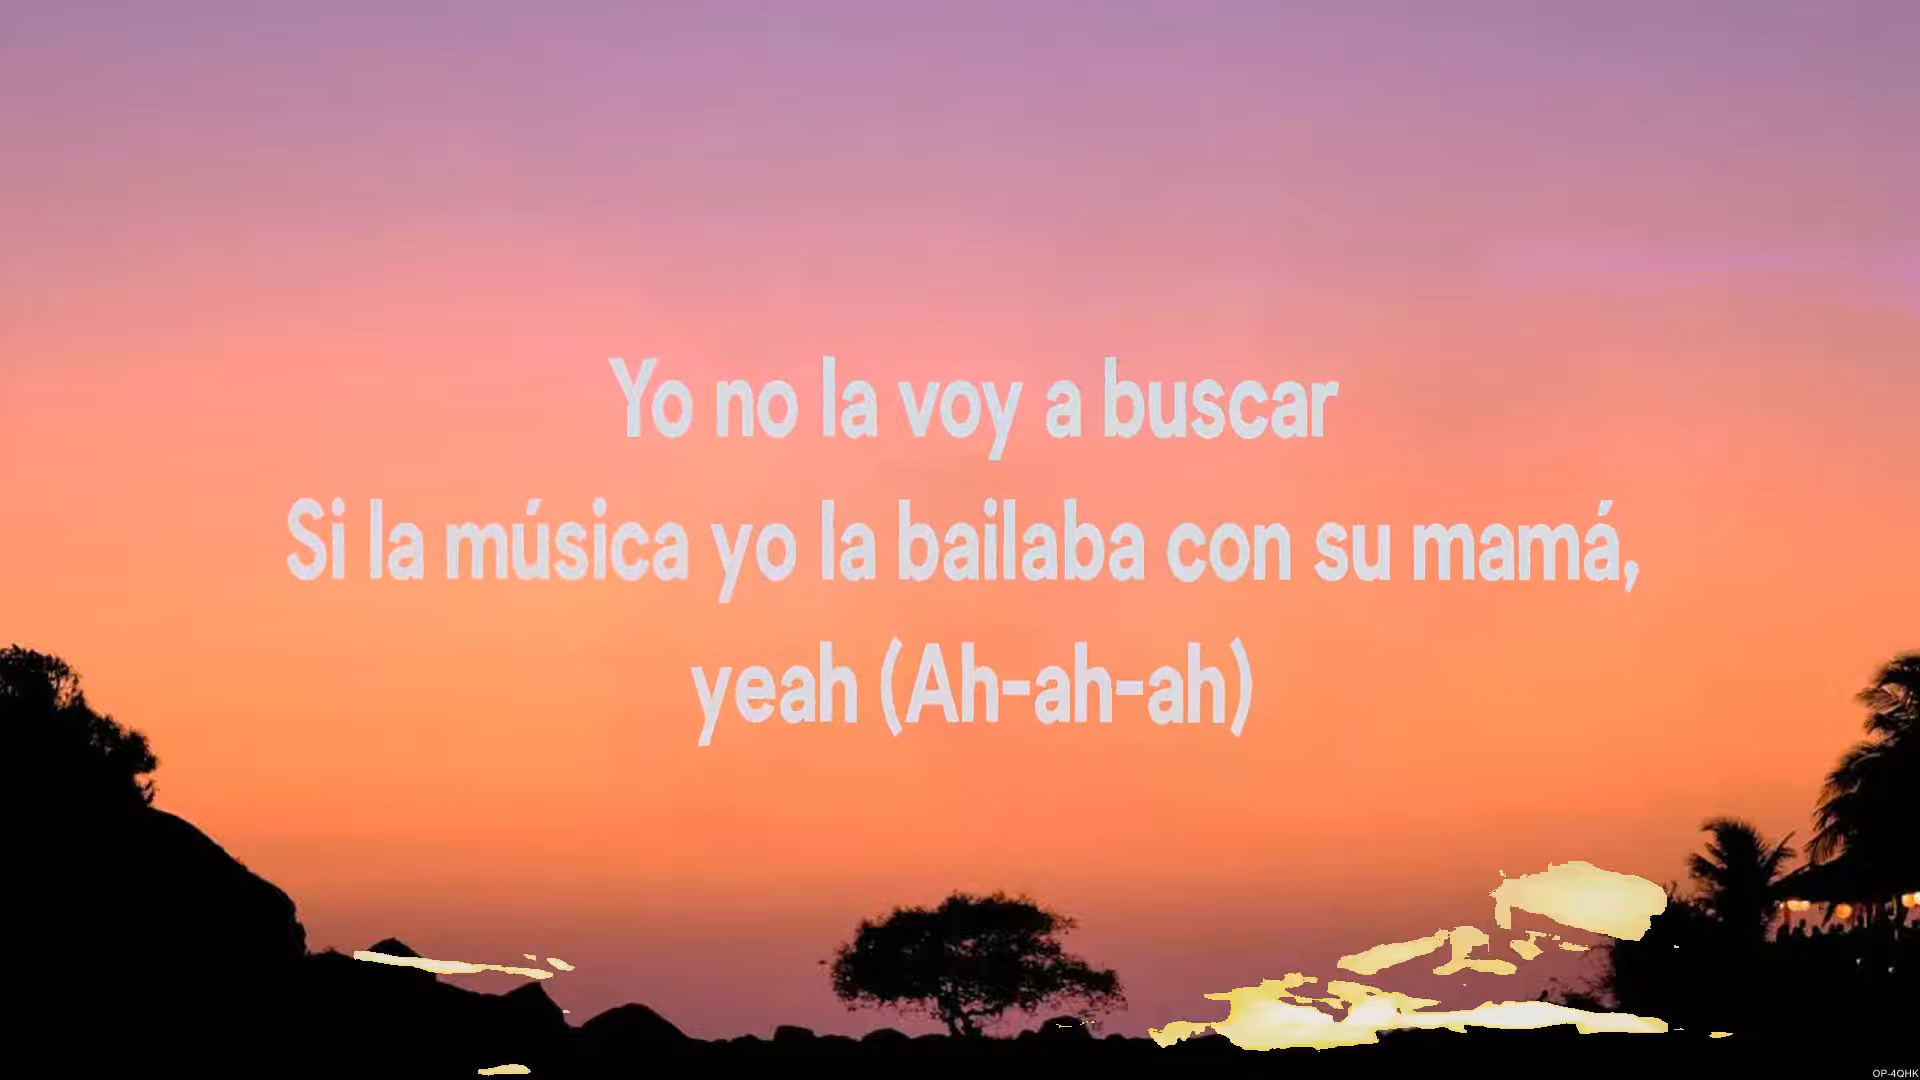 Yo no la voy a buscar
Si la música yo la bailaba con su mamá,
yeah (Ah-ah-ah)
OP-4QHK